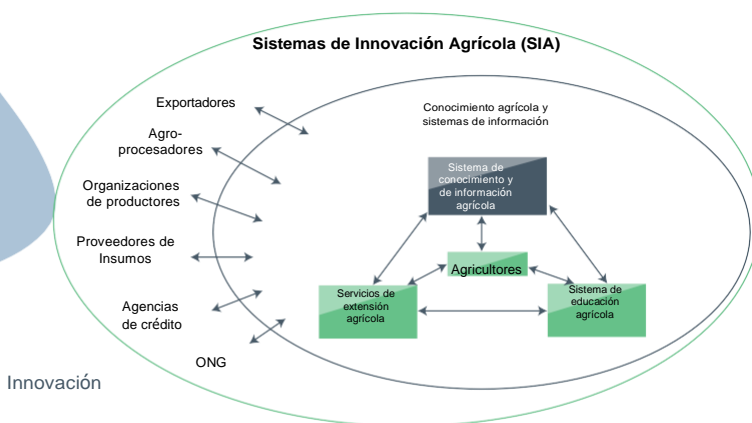 Sistemas de Innovación Agrícola (SIA)
Exportadores
Agro-
procesadores
Organizaciones
de productores
Proveedores de
Insumos
Agencias
de crédito
ONG
Conocimiento agrícola y
sistemas de información
Sistema de
conocimiento y
de información
agrícola
Agricultores
Servicios de
extensión
agrícola
Sistema de
educación
agrícola
Innovación